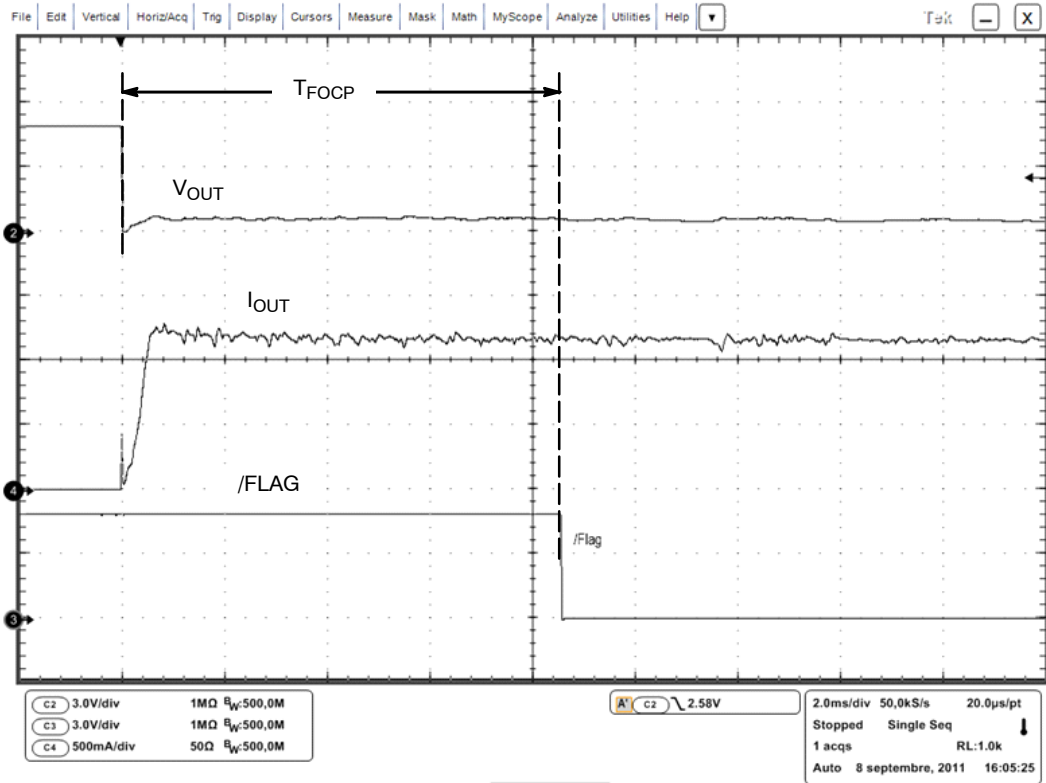 File Edit Vertical Horiz/Acq Trig Display Cursors Measure Mask Math MyScope Analyze Utilities Help Tek X
TFOCP
VOUT
2
IOUT
4
/FLAG
/Flag
3
C2 3.0V/div 1MΩ BW:500,0M
C3 3.0V/div 1MΩ BW:500,0M
C4 500mA/div 50Ω BW:500,0M
A' C2 2.58V
2.0ms/div 50,0kS/s 20.0µs/pt
Stopped Single Seq
1 acqs RL:1.0k
Auto 8 septembre, 2011 16:05:25